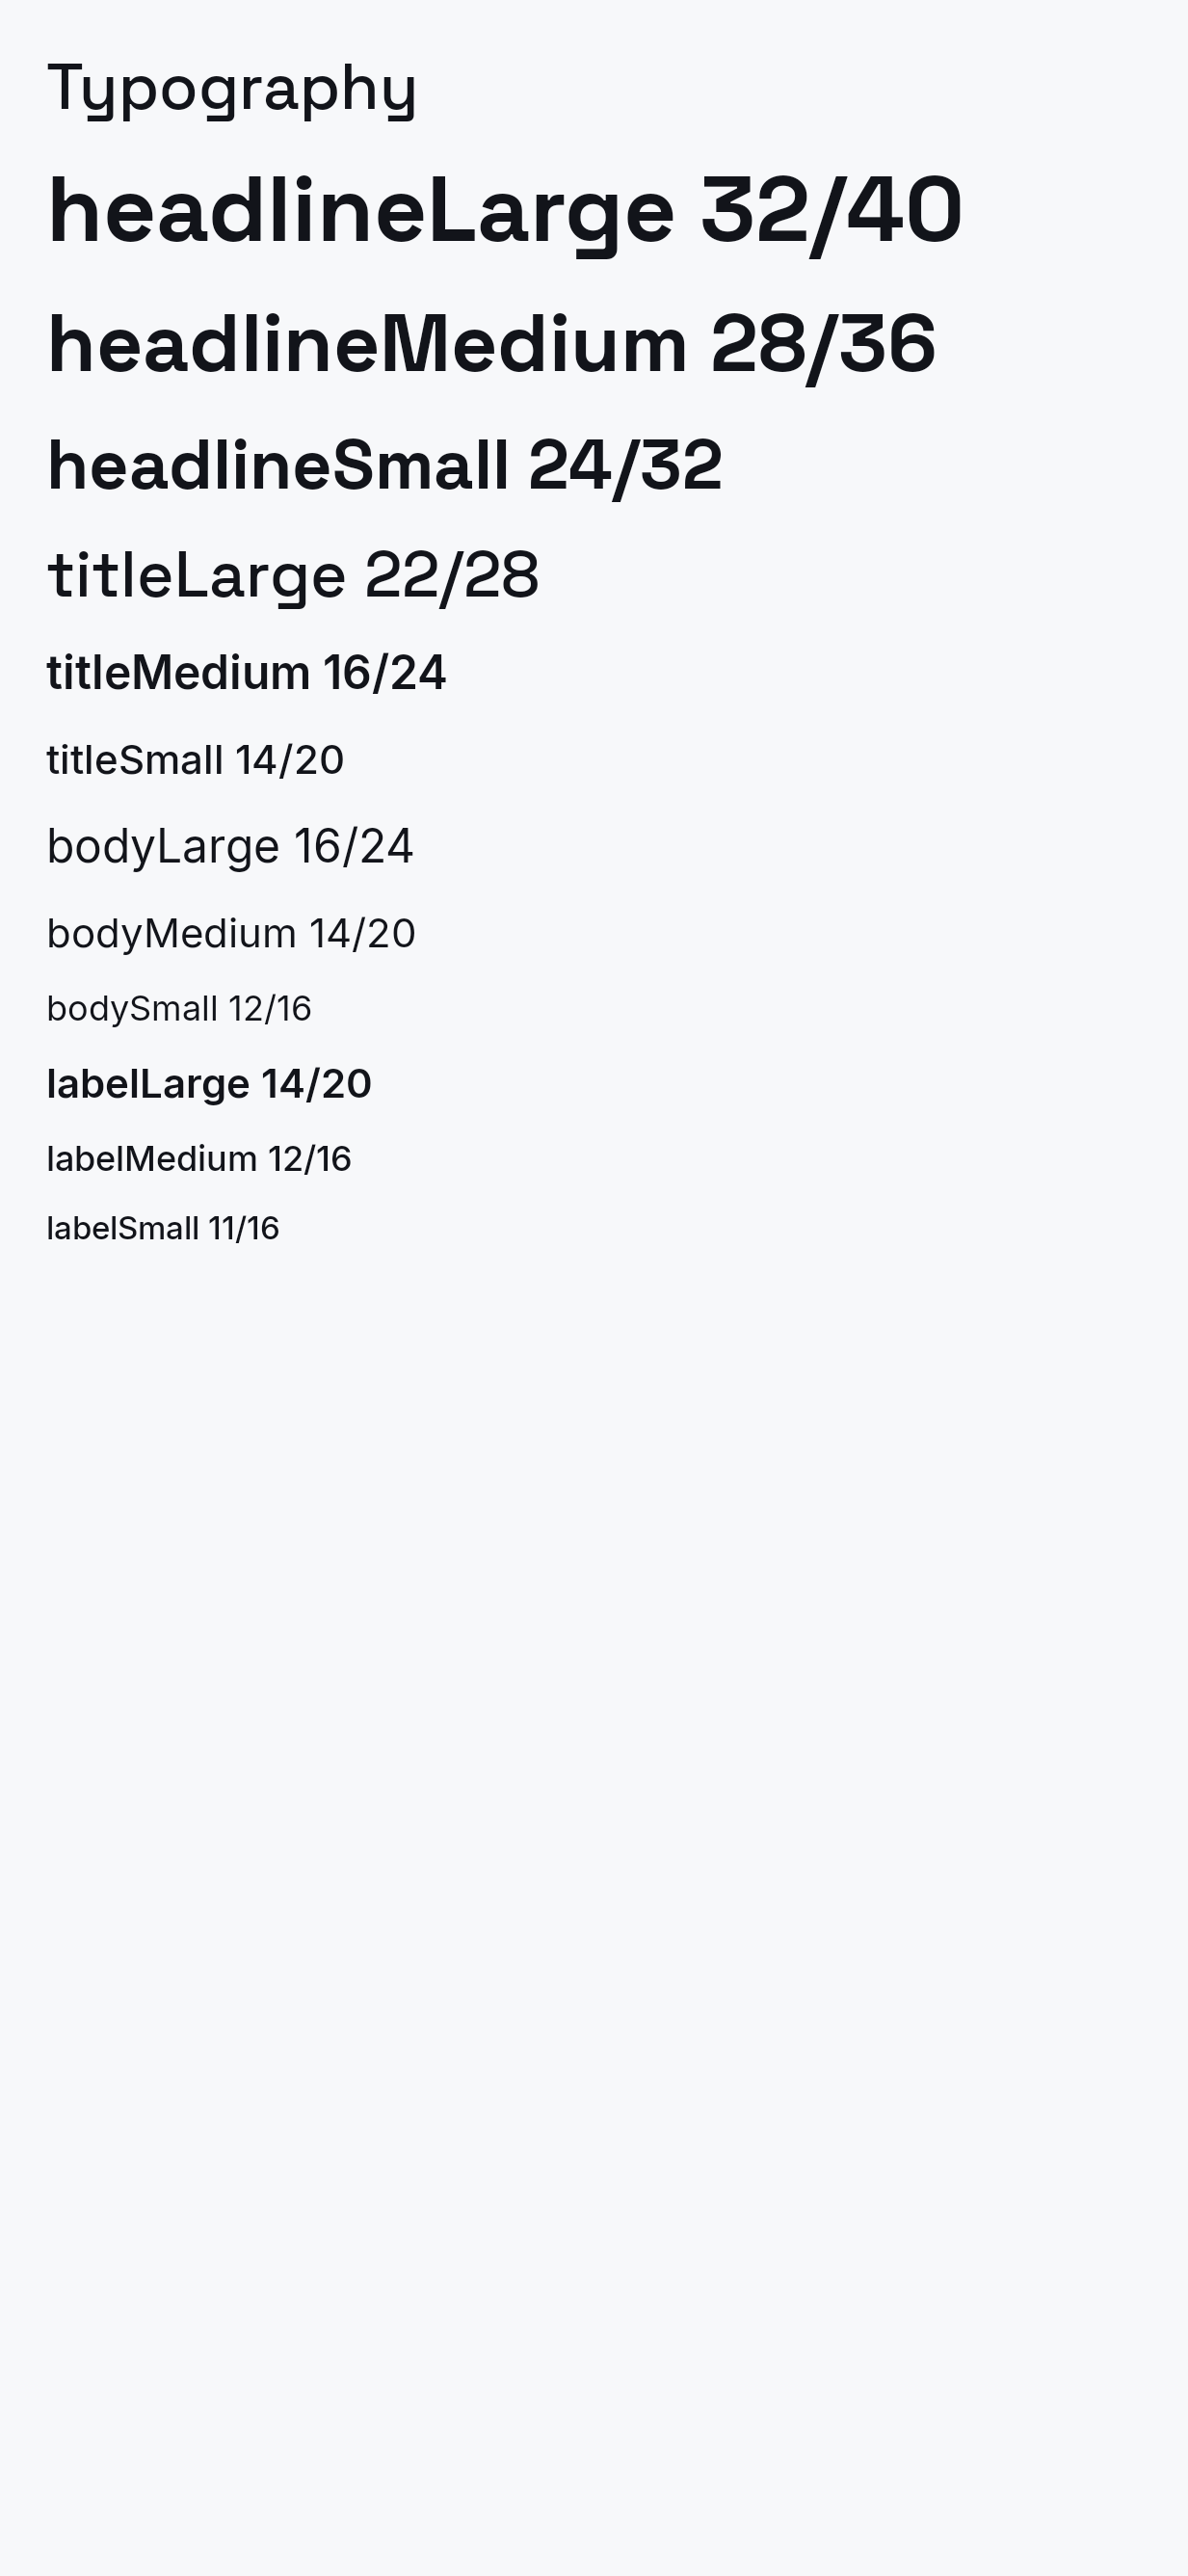 Typography
headlineLarge 32/40
headlineMedium 28/36
headlineSmall 24/32
titleLarge 22/28
titleMedium 16/24
titleSmall 14/20
bodyLarge 16/24
bodyMedium 14/20
bodySmall 12/16
labelLarge 14/20
labelMedium 12/16
labelSmall 11/16